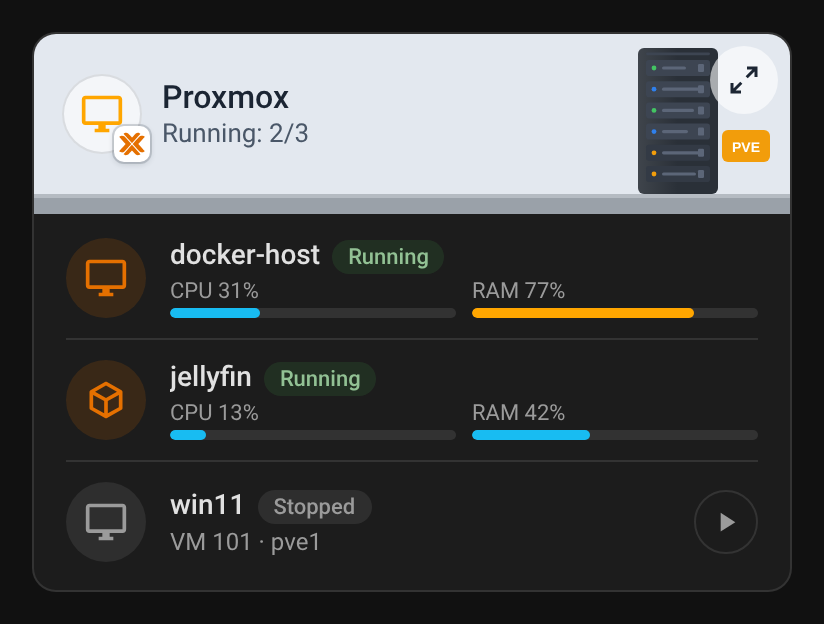 Proxmox
Running: 2/3
PVE
docker-host Running
CPU 31% RAM 77%
jellyfin Running
CPU 13% RAM 42%
win11 Stopped
VM 101 · pve1